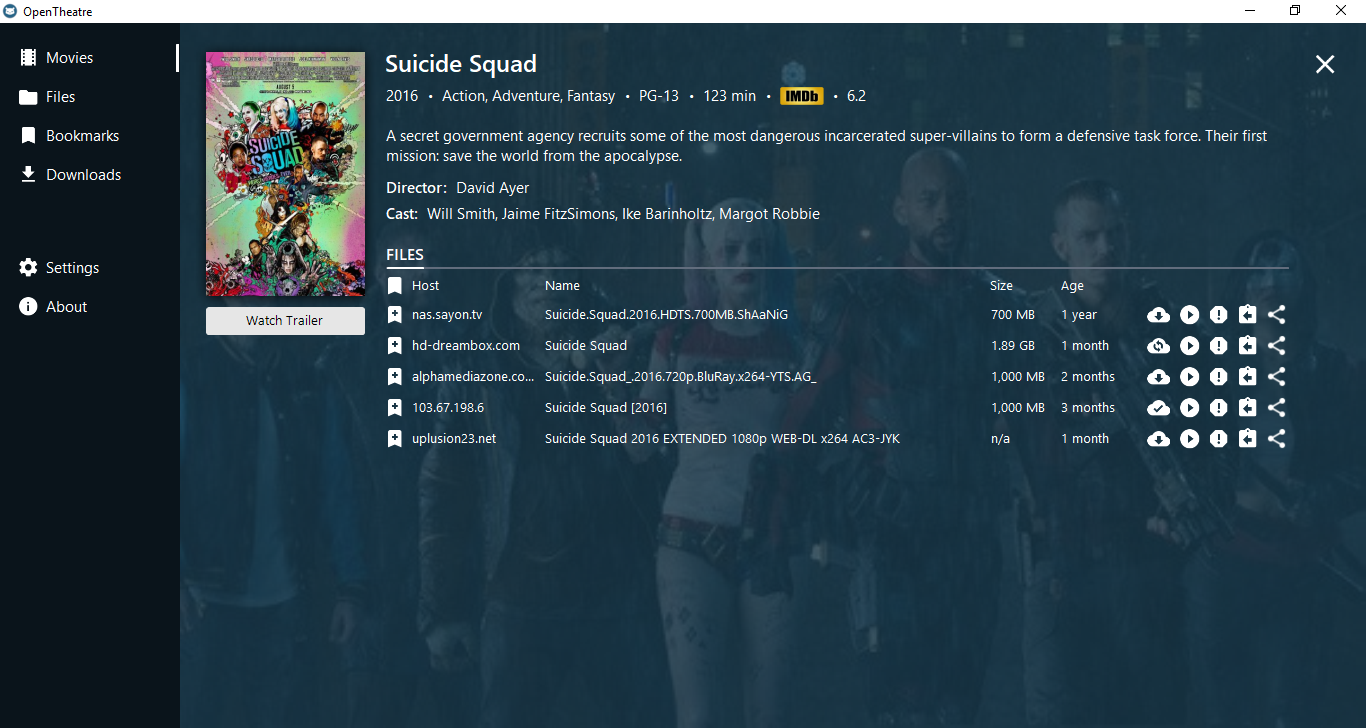 OpenTheatre
Movies
Files
Bookmarks
Downloads
Settings
About
AUGUST 5
SUICIDE
SQUAD
Watch Trailer
Suicide Squad
2016 • Action, Adventure, Fantasy • PG-13 • 123 min • IMDb • 6.2
A secret government agency recruits some of the most dangerous incarcerated super-villains to form a defensive task force. Their first
mission: save the world from the apocalypse.
Director: David Ayer
Cast: Will Smith, Jaime FitzSimons, Ike Barinholtz, Margot Robbie
FILES
Host Name Size Age
nas.sayon.tv Suicide.Squad.2016.HDTS.700MB.ShAaNiG 700 MB 1 year
hd-dreambox.com Suicide Squad 1.89 GB 1 month
alphamediazone.co... Suicide.Squad_.2016.720p.BluRay.x264-YTS.AG_ 1,000 MB 2 months
103.67.198.6 Suicide Squad [2016] 1,000 MB 3 months
uplusion23.net Suicide Squad 2016 EXTENDED 1080p WEB-DL x264 AC3-JYK n/a 1 month